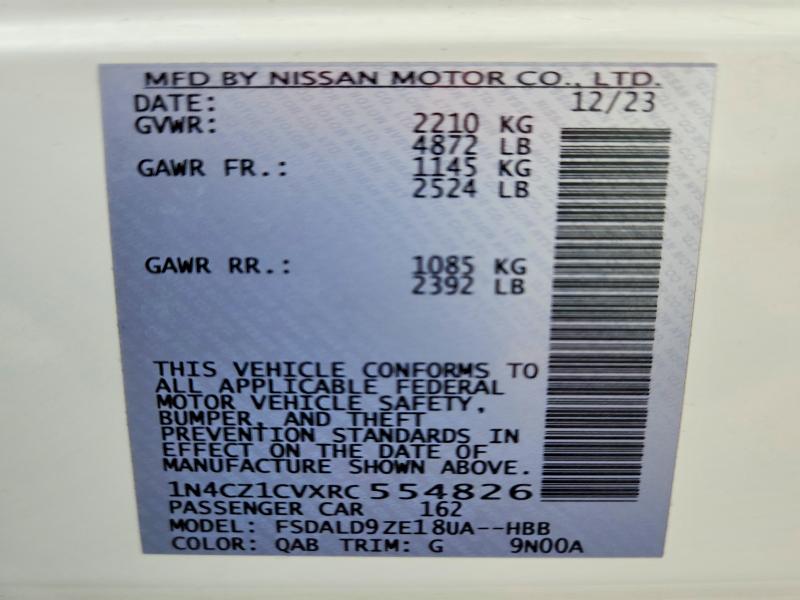 MFD BY NISSAN MOTOR CO., LTD.
DATE: 12/23
GVWR: 2210 KG
4872 LB
GAWR FR.: 1145 KG
2524 LB
GAWR RR.: 1085 KG
2392 LB
THIS VEHICLE CONFORMS TO
ALL APPLICABLE FEDERAL
MOTOR VEHICLE SAFETY,
BUMPER, AND THEFT
PREVENTION STANDARDS IN
EFFECT ON THE DATE OF
MANUFACTURE SHOWN ABOVE.
1N4CZ1CVXRC554826
PASSENGER CAR 162
MODEL: FSDALD9ZE18UA--HBB
COLOR: QAB TRIM: G 9N00A